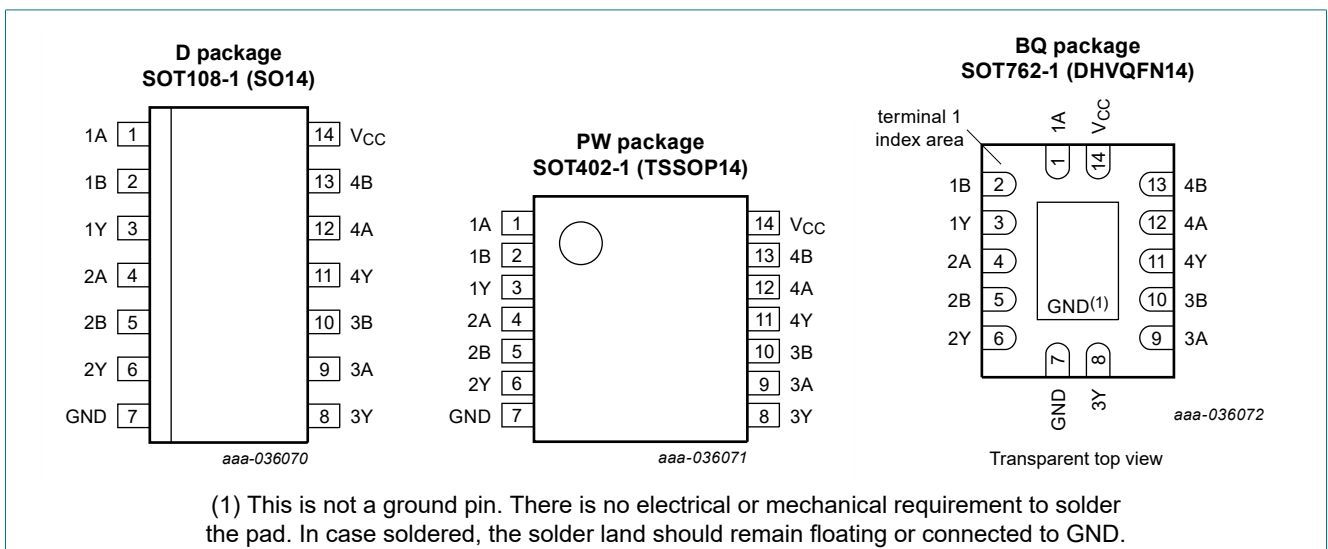 D package
SOT108-1 (SO14)
1A 1
1B 2
1Y 3
2A 4
2B 5
2Y 6
GND 7
14 VCC
13 4B
12 4A
11 4Y
10 3B
9 3A
8 3Y
aaa-036070
PW package
SOT402-1 (TSSOP14)
1A 1
1B 2
1Y 3
2A 4
2B 5
2Y 6
GND 7
14 VCC
13 4B
12 4A
11 4Y
10 3B
9 3A
8 3Y
aaa-036071
BQ package
SOT762-1 (DHVQFN14)
terminal 1
index area
1A
VCC
1
14
1B 2
1Y 3
2A 4
2B 5
2Y 6
13 4B
12 4A
11 4Y
10 3B
9 3A
GND(1)
7
8
GND
3Y
aaa-036072
Transparent top view
(1) This is not a ground pin. There is no electrical or mechanical requirement to solder
the pad. In case soldered, the solder land should remain floating or connected to GND.